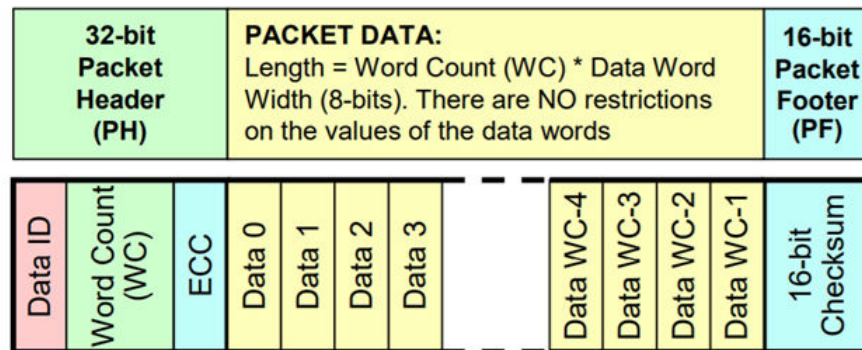 32-bit
Packet
Header
(PH)
PACKET DATA:
Length = Word Count (WC) * Data Word
Width (8-bits). There are NO restrictions
on the values of the data words
16-bit
Packet
Footer
(PF)
Data ID
Word Count
(WC)
ECC
Data 0
Data 1
Data 2
Data 3
Data WC-4
Data WC-3
Data WC-2
Data WC-1
16-bit
Checksum